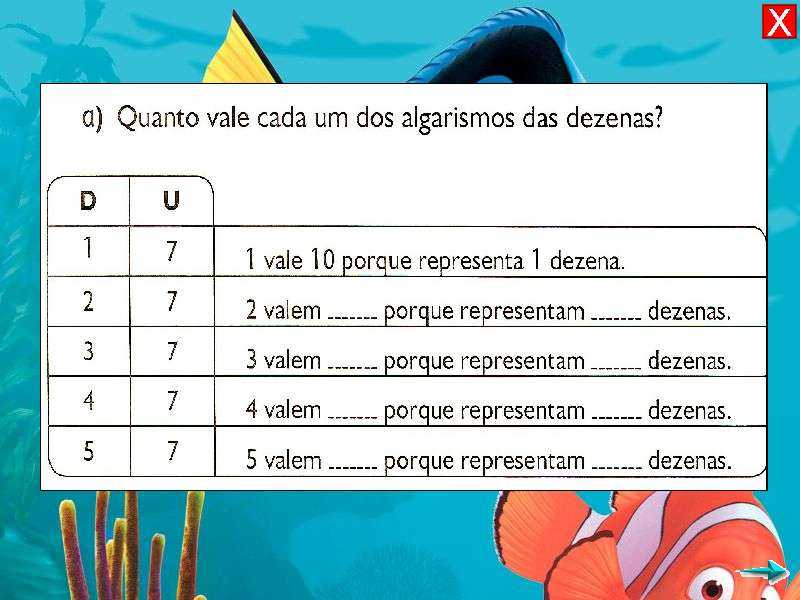 X
a) Quanto vale cada um dos algarismos das dezenas?
D U
1 7 1 vale 10 porque representa 1 dezena.
2 7 2 valem ------- porque representam ------- dezenas.
3 7 3 valem ------- porque representam ------- dezenas.
4 7 4 valem ------- porque representam ------- dezenas.
5 7 5 valem ------- porque representam ------- dezenas.